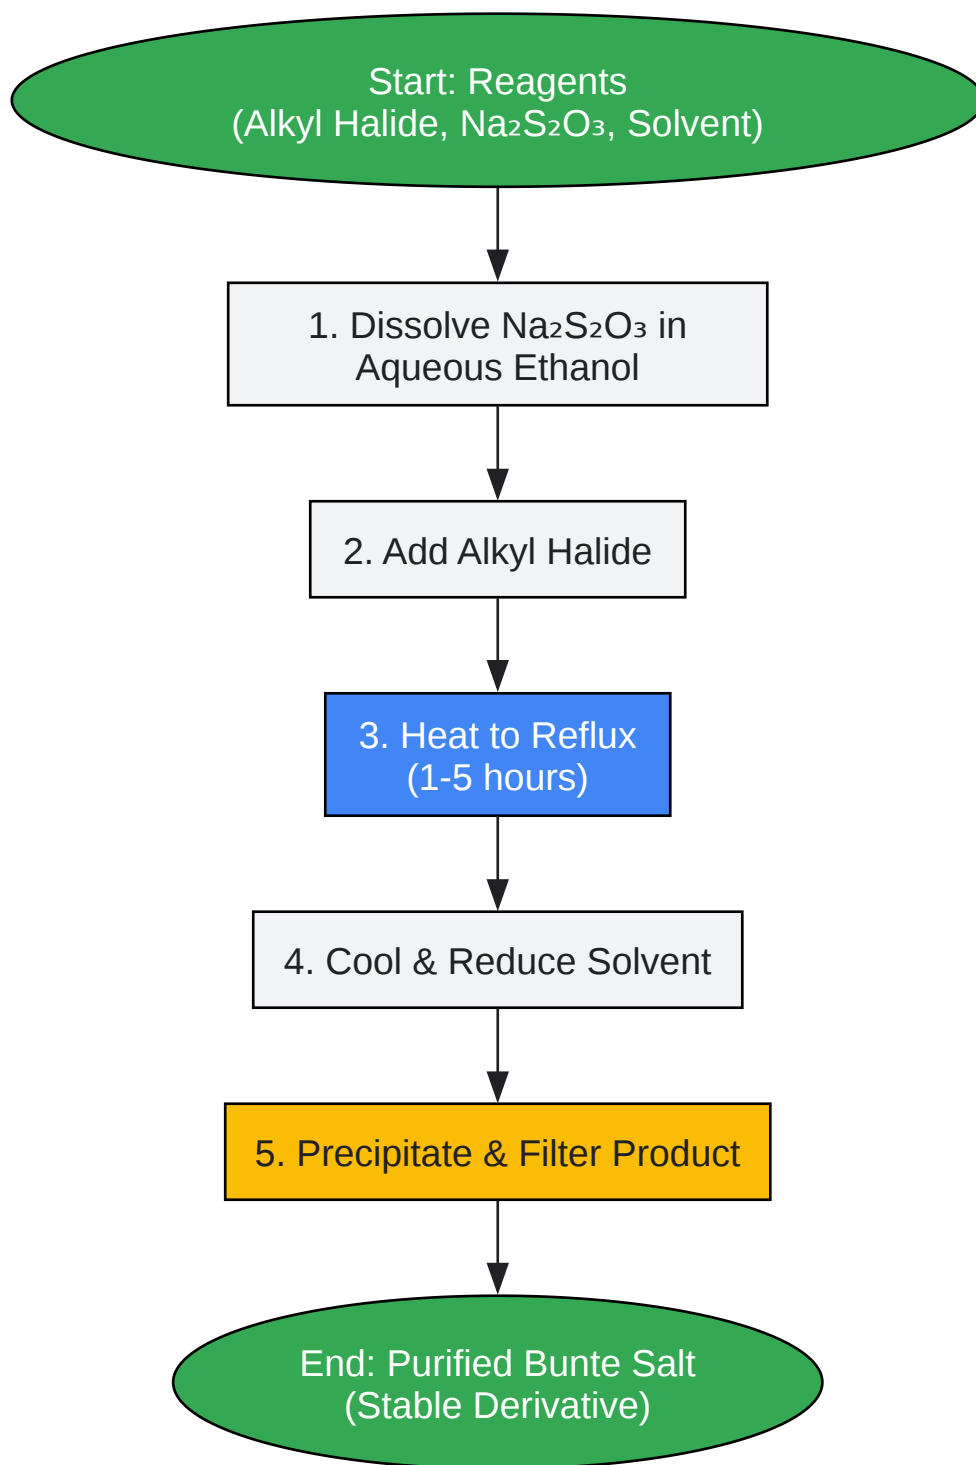 Start: Reagents
(Alkyl Halide, Na₂S₂O₃, Solvent)
1. Dissolve Na₂S₂O₃ in
Aqueous Ethanol
2. Add Alkyl Halide
3. Heat to Reflux
(1-5 hours)
4. Cool & Reduce Solvent
5. Precipitate & Filter Product
End: Purified Bunte Salt
(Stable Derivative)